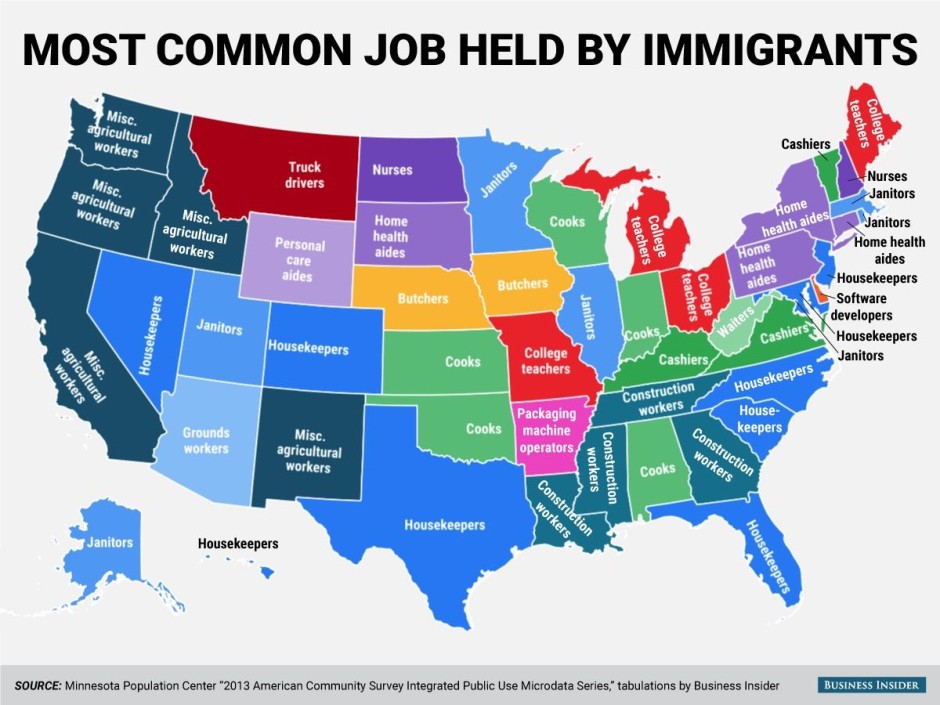 MOST COMMON JOB HELD BY IMMIGRANTS
Misc.
agricultural
workers
Misc.
agricultural
workers
Misc.
agricultural
workers
Misc.
agricultural
workers
Truck
drivers
Personal
care
aides
Nurses
Home
health
aides
Janitors
Cooks
College
teachers
Butchers
Butchers
Housekeepers
Janitors
Housekeepers
Cooks
College
teachers
Janitors
Cooks
College
teachers
Waiters
Cashiers
Cashiers
Home
health
aides
Home
health aides
Cashiers
College
teachers
Nurses
Janitors
Janitors
Home health
aides
Housekeepers
Software
developers
Housekeepers
Janitors
Grounds
workers
Misc.
agricultural
workers
Cooks
Packaging
machine
operators
Construction
workers
Housekeepers
House-
keepers
Construction
workers
Cooks
Construction
workers
Construction
workers
Housekeepers
Housekeepers
Janitors
Housekeepers
SOURCE: Minnesota Population Center "2013 American Community Survey Integrated Public Use Microdata Series," tabulations by Business Insider
BUSINESS INSIDER